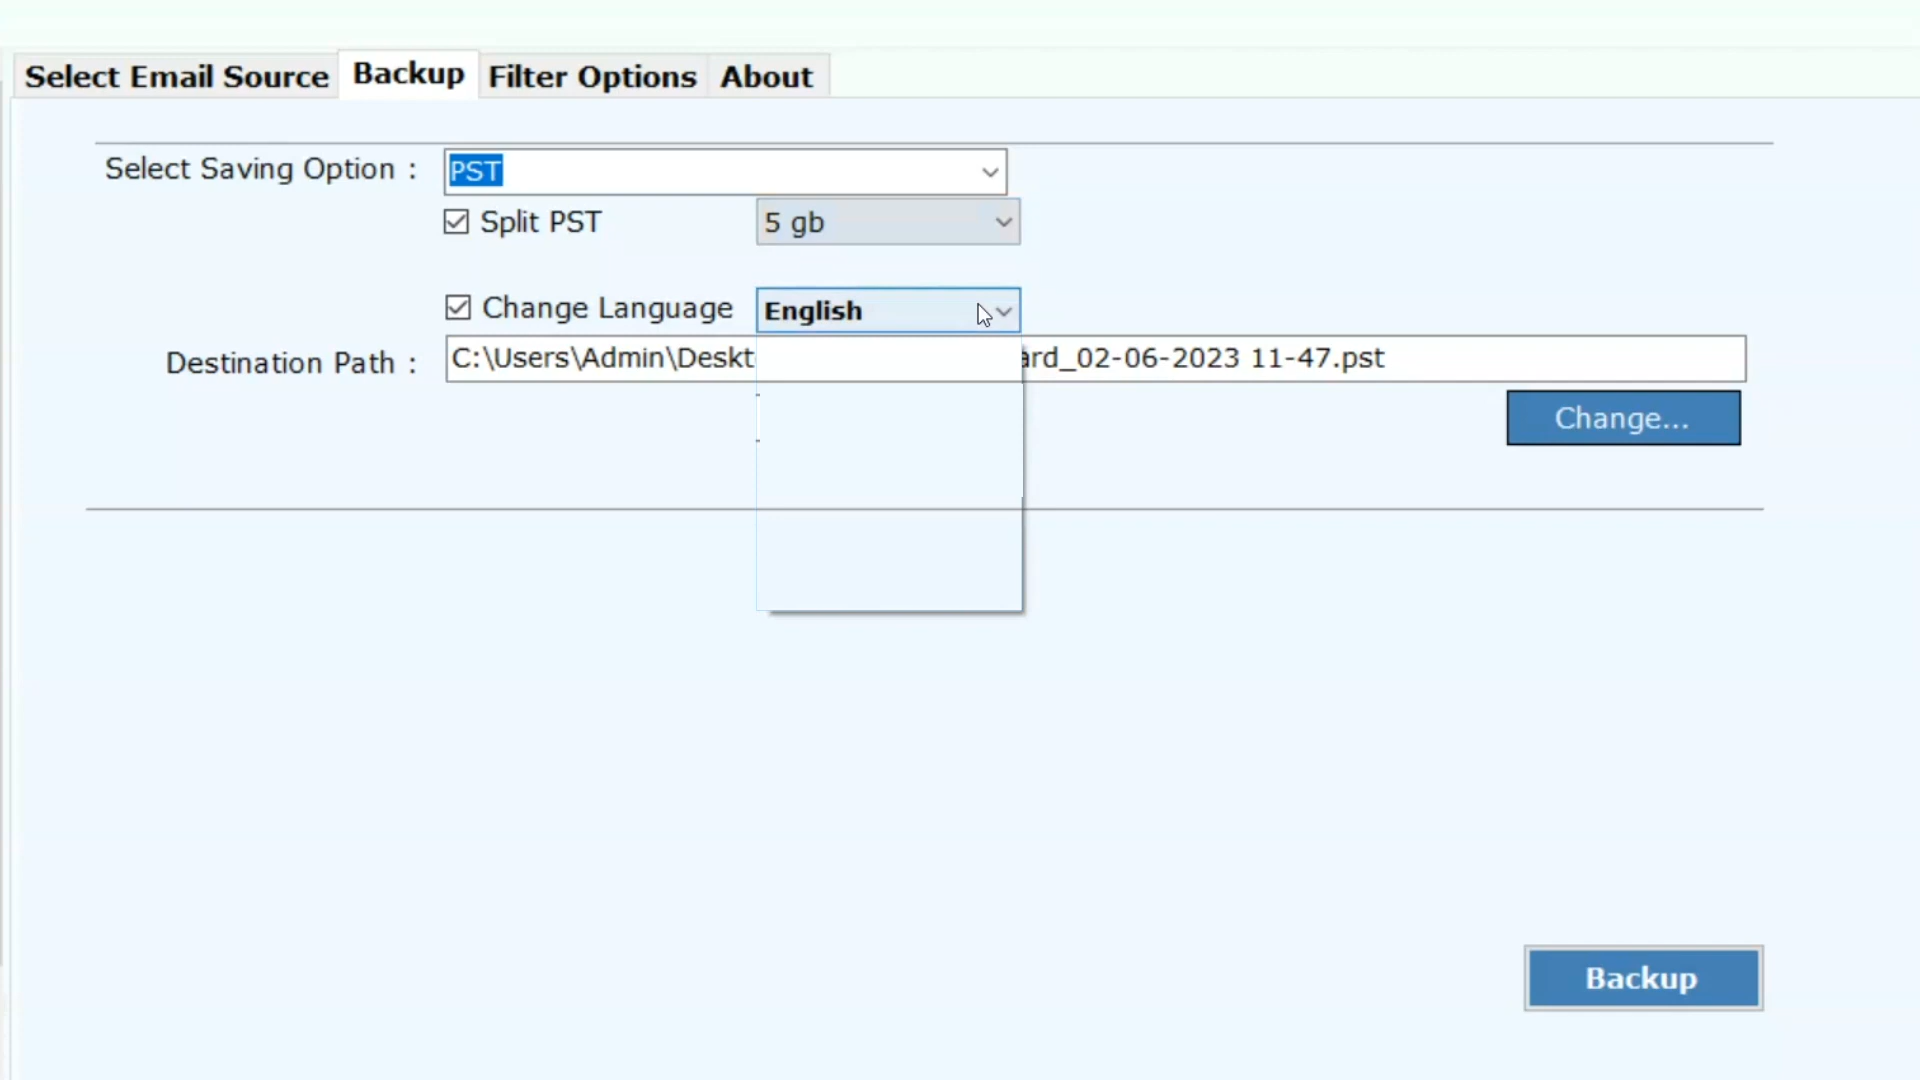 Select Email Source Backup Filter Options About
Select Saving Option : PST
Split PST 5 gb
Change Language English
Destination Path : C:\Users\Admin\Deskt ard_02-06-2023 11-47.pst
Change...
Backup